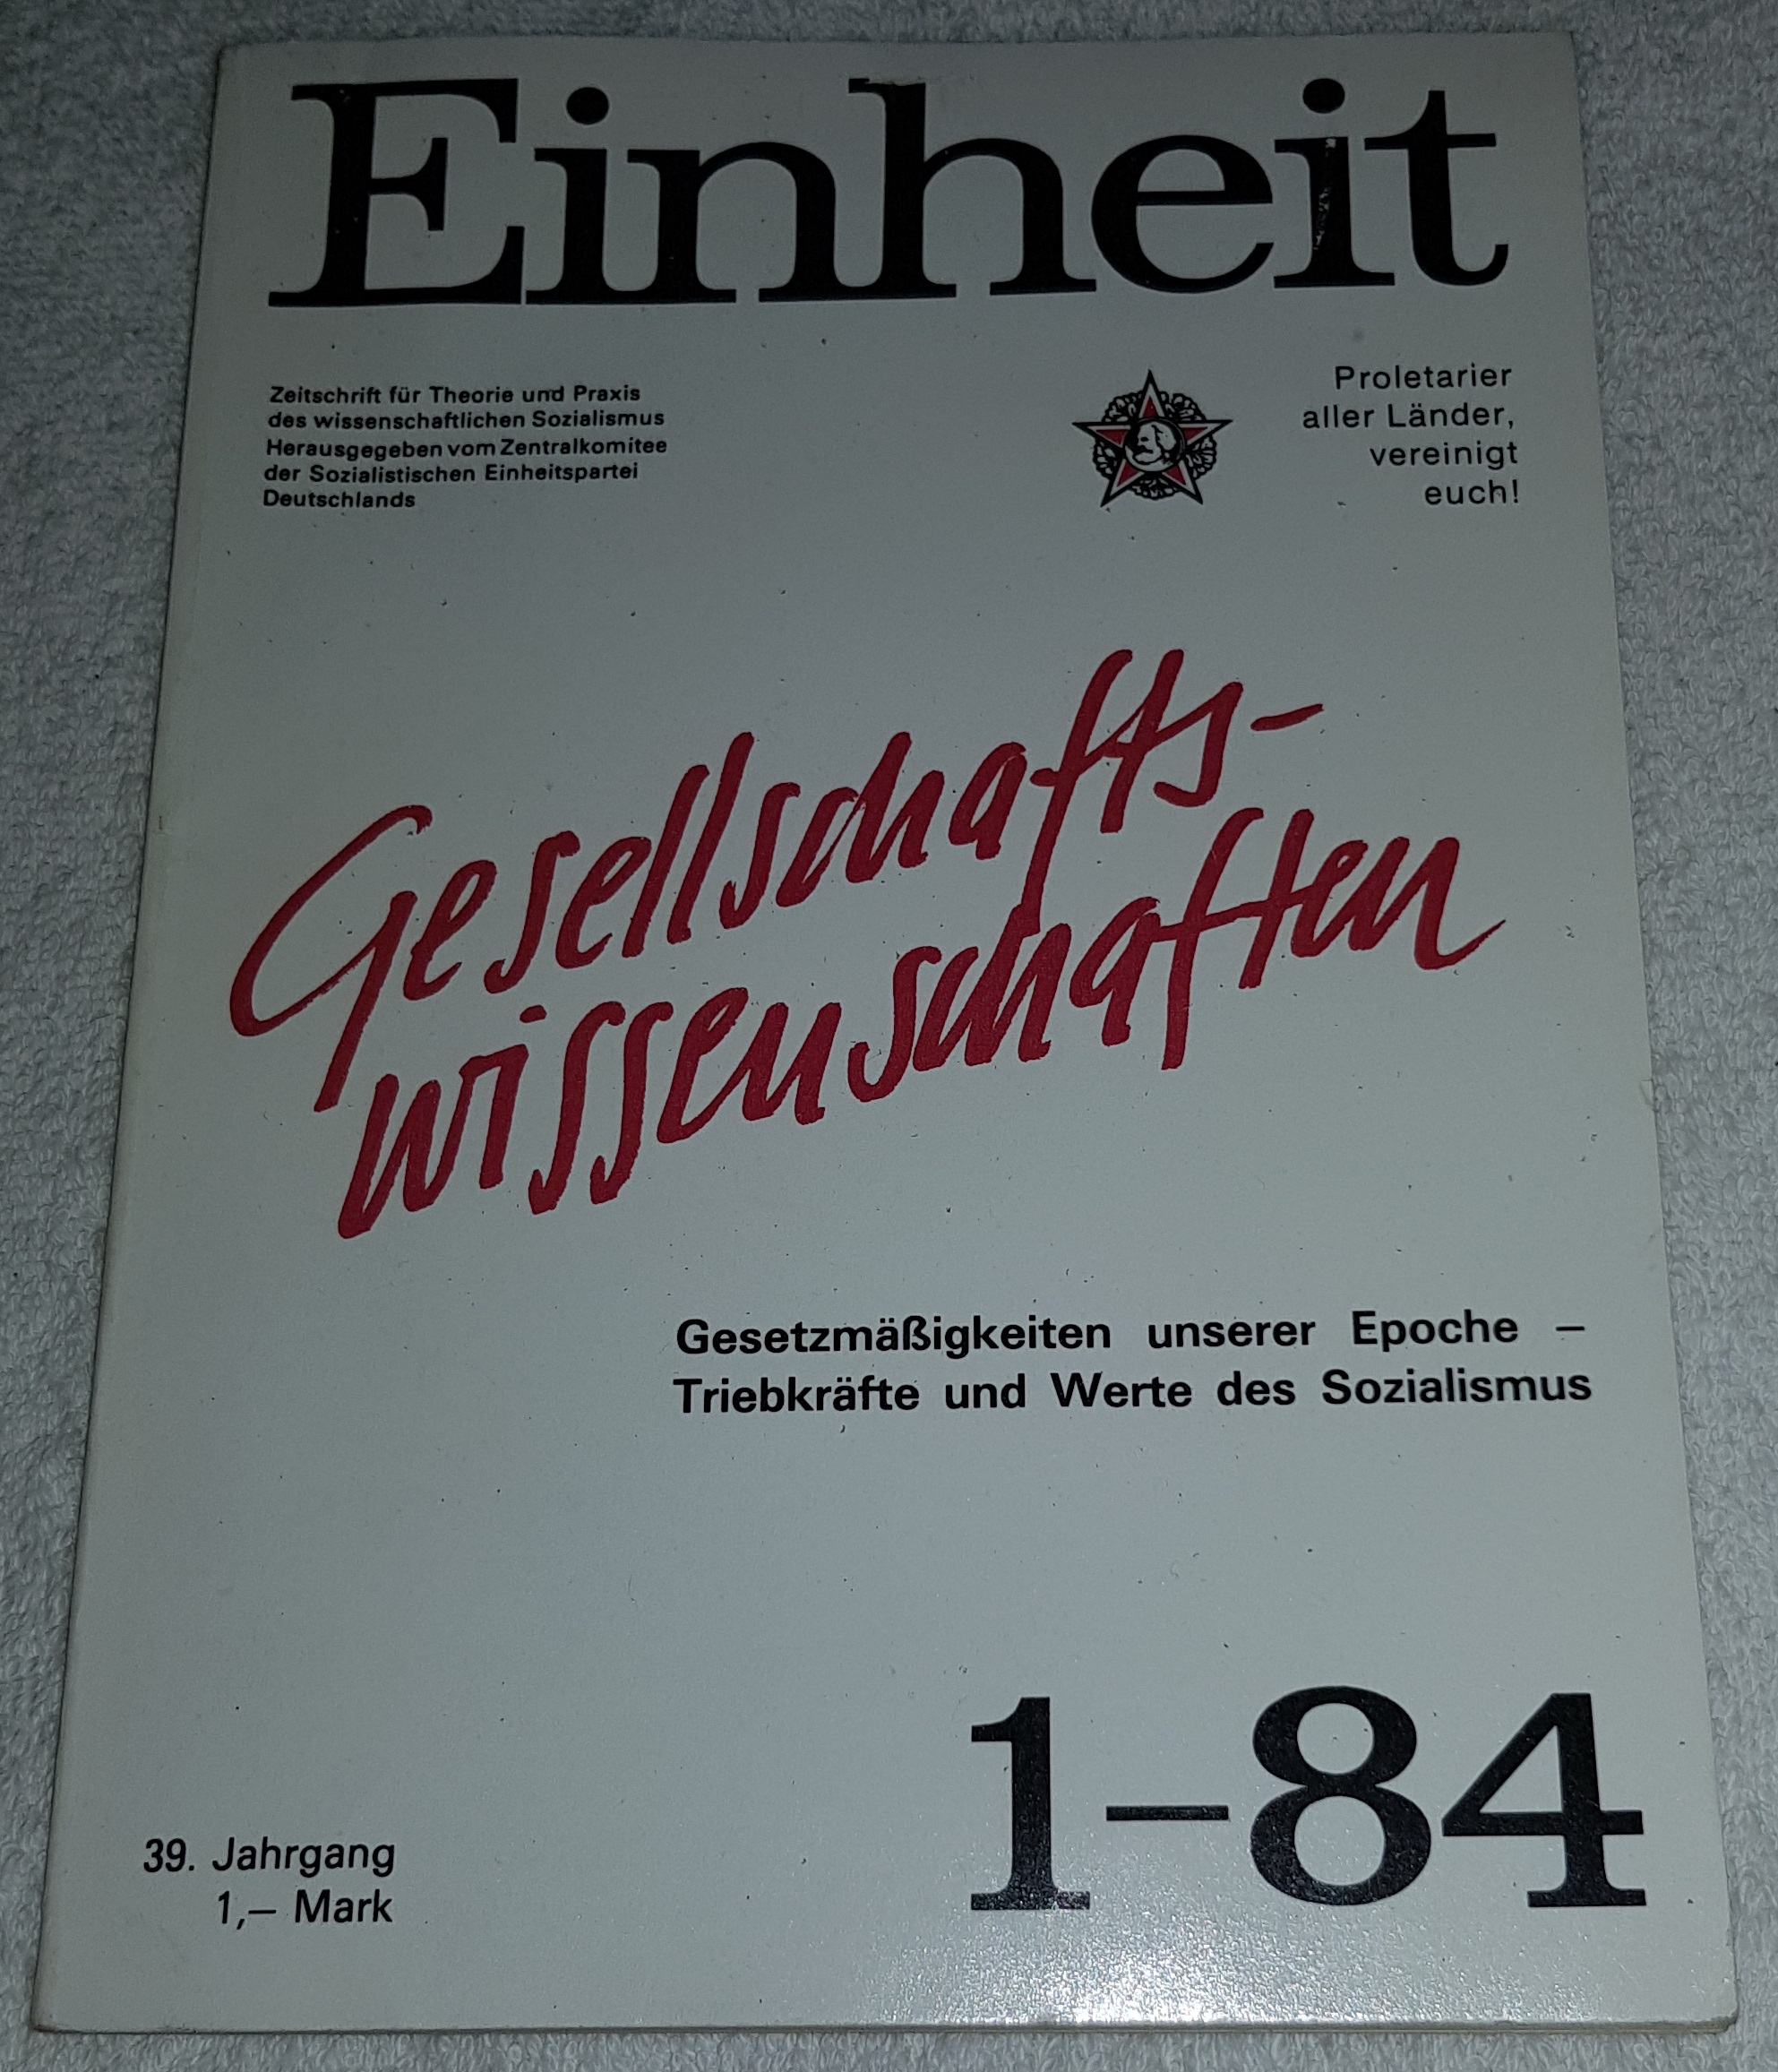 Einheit
Zeitschrift für Theorie und Praxis
des wissenschaftlichen Sozialismus
Herausgegeben vom Zentralkomitee
der Sozialistischen Einheitspartei
Deutschlands
Proletarier
aller Länder,
vereinigt
euch!
Gesellschafts-
wissenschaften
Gesetzmäßigkeiten unserer Epoche –
Triebkräfte und Werte des Sozialismus
39. Jahrgang
1,– Mark
1–84